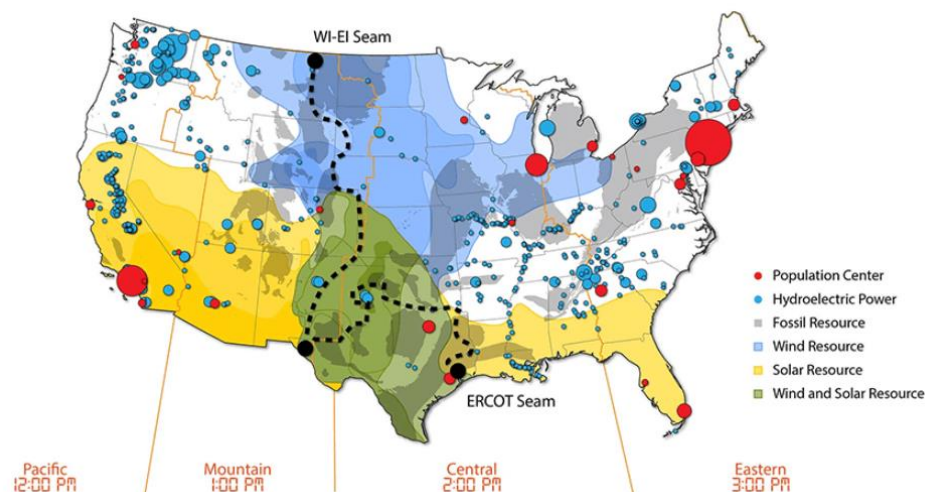 WI-EI Seam
ERCOT Seam
Population Center
Hydroelectric Power
Fossil Resource
Wind Resource
Solar Resource
Wind and Solar Resource
Pacific
12:00 PM
Mountain
1:00 PM
Central
2:00 PM
Eastern
3:00 PM